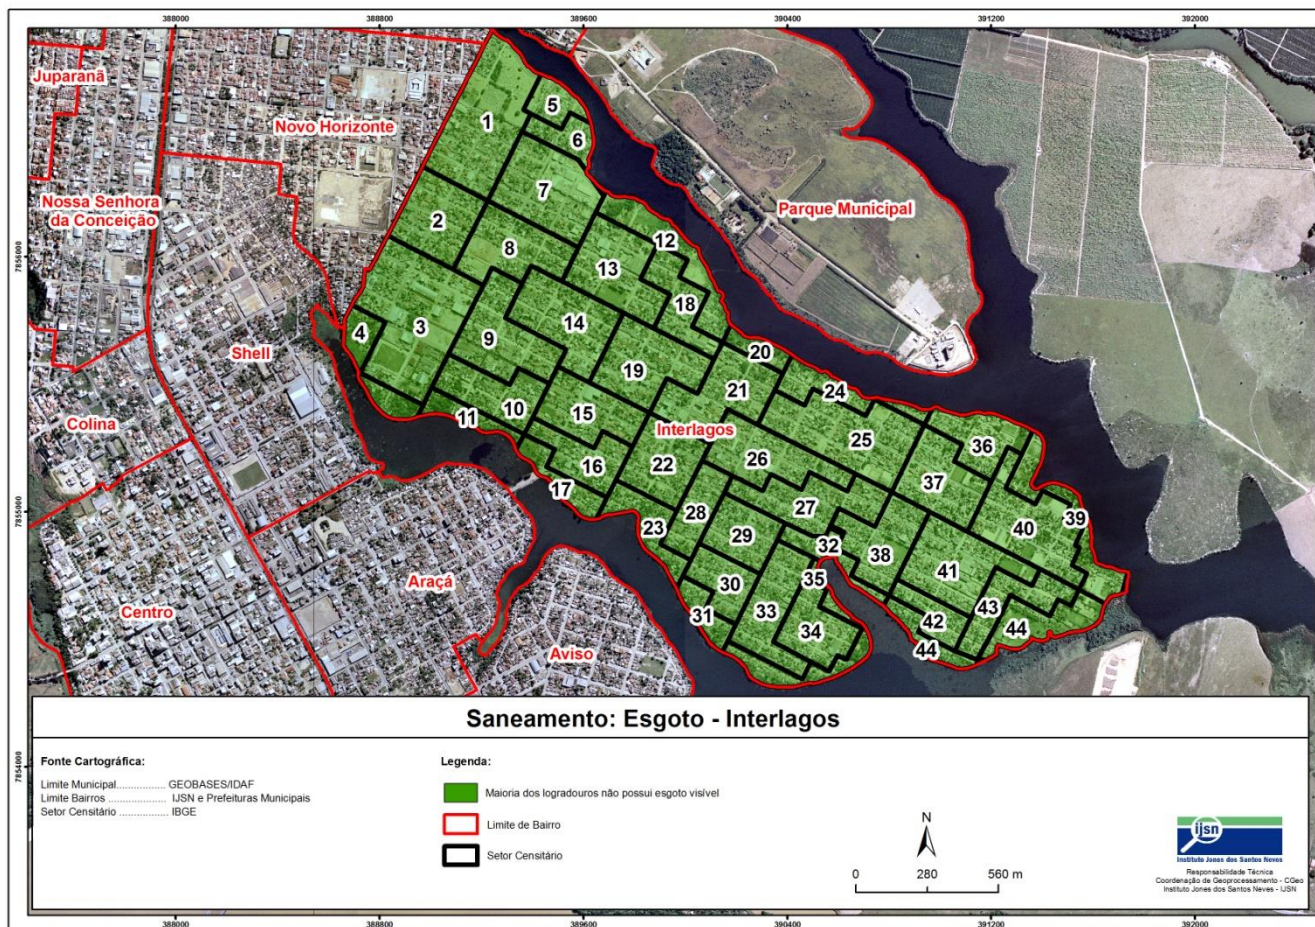 388000 388800 389600 390400 391200 392000
Juparanã
Novo Horizonte
Nossa Senhora
da Conceição
Parque Municipal
Shell
Colina
Interlagos
Araçá
Centro
Aviso
1
5
6
7
2
8
12
13
18
3
4
9
14
19
20
21
24
10
11
15
25
36
16
22
26
37
17
27
40
39
28
23
29
32
38
41
30
35
31
33
34
42
43
44
44
7856000
7855000
7854000
Saneamento: Esgoto - Interlagos
Fonte Cartográfica:
Limite Municipal................. GEOBASES/IDAF
Limite Bairros ................... IJSN e Prefeituras Municipais
Setor Censitário ................ IBGE
Legenda:
Maioria dos logradouros não possui esgoto visível
Limite de Bairro
Setor Censitário
N
0 280 560 m
ijsn
Instituto Jones dos Santos Neves
Responsabilidade Técnica
Coordenação de Geoprocessamento - CGeo
Instituto Jones dos Santos Neves - IJSN
388000 388800 389600 390400 391200 392000